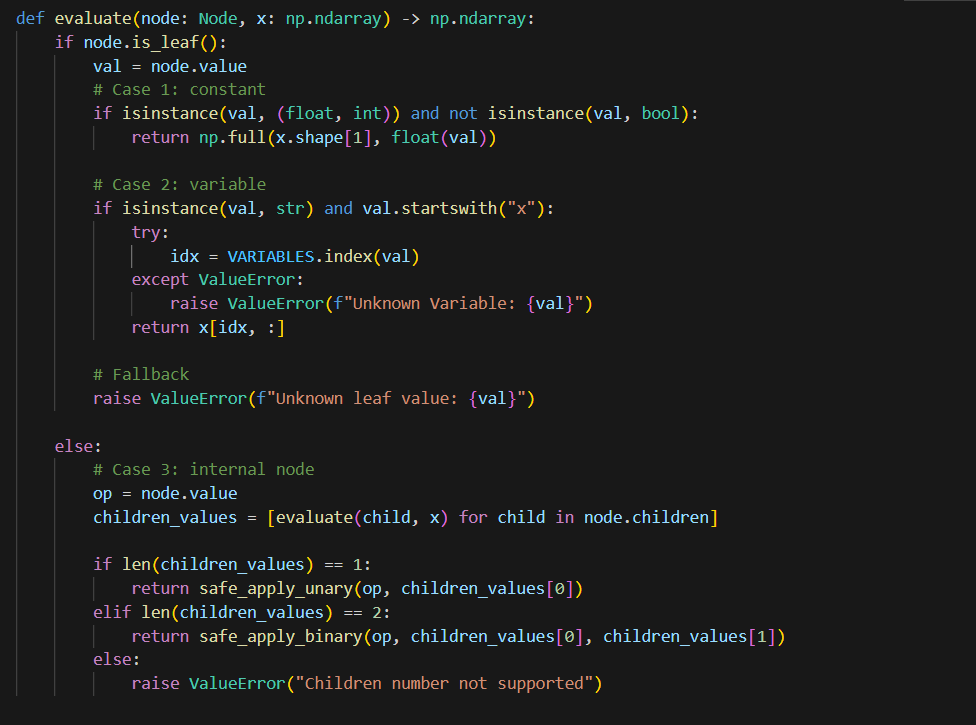 def evaluate(node: Node, x: np.ndarray) -> np.ndarray:
    if node.is_leaf():
        val = node.value
        # Case 1: constant
        if isinstance(val, (float, int)) and not isinstance(val, bool):
            return np.full(x.shape[1], float(val))

        # Case 2: variable
        if isinstance(val, str) and val.startswith("x"):
            try:
                idx = VARIABLES.index(val)
            except ValueError:
                raise ValueError(f"Unknown Variable: {val}")
            return x[idx, :]

        # Fallback
        raise ValueError(f"Unknown leaf value: {val}")

    else:
        # Case 3: internal node
        op = node.value
        children_values = [evaluate(child, x) for child in node.children]

        if len(children_values) == 1:
            return safe_apply_unary(op, children_values[0])
        elif len(children_values) == 2:
            return safe_apply_binary(op, children_values[0], children_values[1])
        else:
            raise ValueError("Children number not supported")